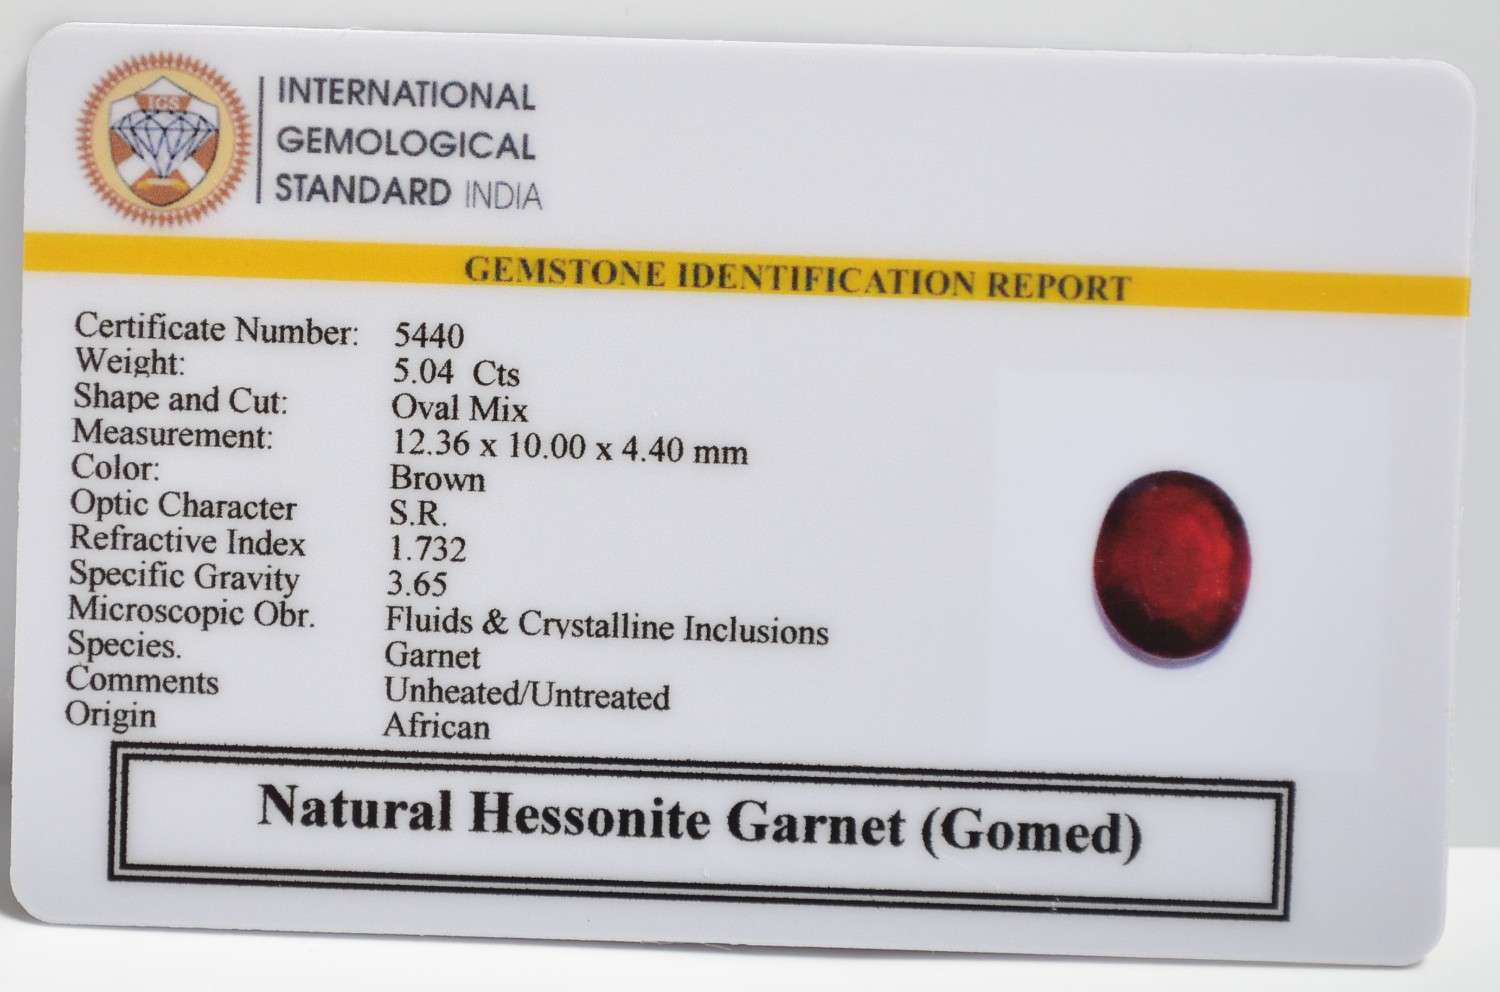 IGS
INTERNATIONAL
GEMOLOGICAL
STANDARD INDIA
GEMSTONE IDENTIFICATION REPORT
Certificate Number: 5440
Weight: 5.04 Cts
Shape and Cut: Oval Mix
Measurement: 12.36 x 10.00 x 4.40 mm
Color: Brown
Optic Character S.R.
Refractive Index 1.732
Specific Gravity 3.65
Microscopic Obr. Fluids & Crystalline Inclusions
Species. Garnet
Comments Unheated/Untreated
Origin African
Natural Hessonite Garnet (Gomed)